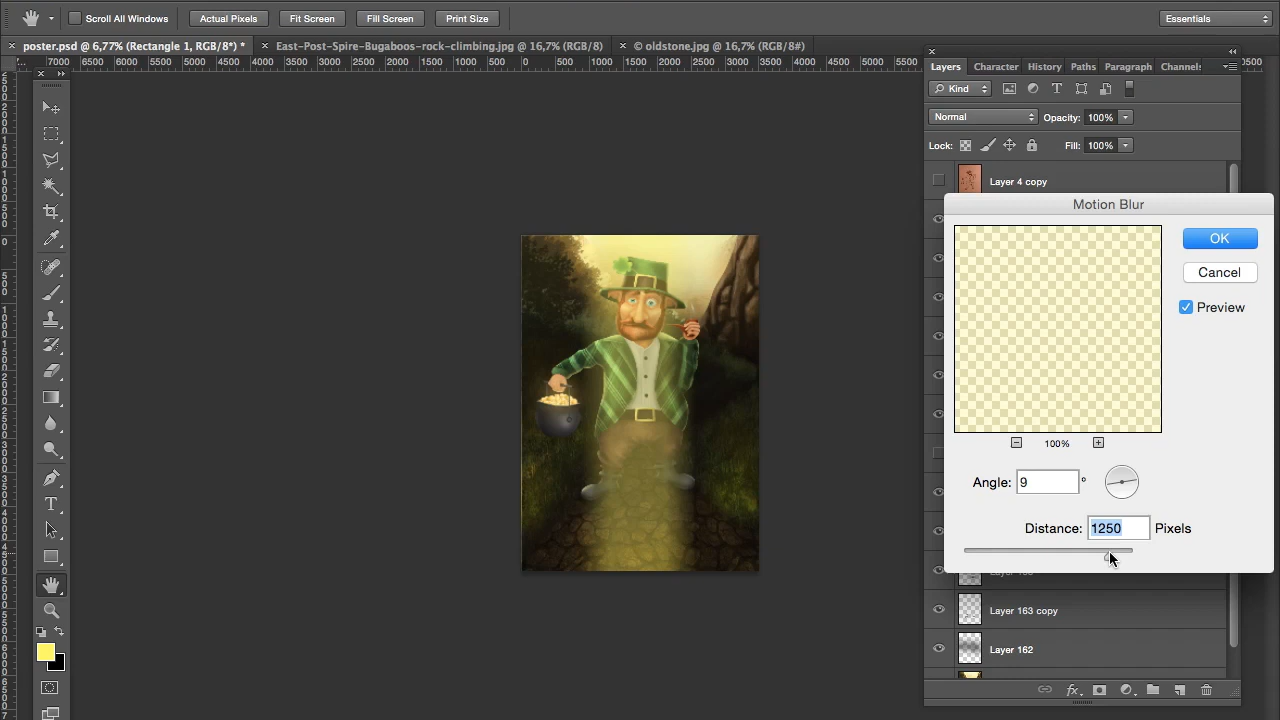 Scroll All Windows Actual Pixels Fit Screen Fill Screen Print Size Essentials
poster.psd @ 6,77% (Rectangle 1, RGB/8*) * East-Post-Spire-Bugaboos-rock-climbing.jpg @ 16,7% (RGB/8) © oldstone.jpg @ 16,7% (RGB/8#)
7000 6500 6000 5500 5000 4500 4000 3500 3000 2500 2000 1500 1000 500 0 500 1000 1500 2000 2500 3000 3500 4000 4500 5000 5500
Layers Character History Paths Paragraph Channel
Kind
Normal Opacity: 100%
Lock: Fill: 100%
Layer 4 copy
Motion Blur
OK
Cancel
Preview
100%
Angle: 9 °
Distance: 1250 Pixels
Layer 163 copy
Layer 162